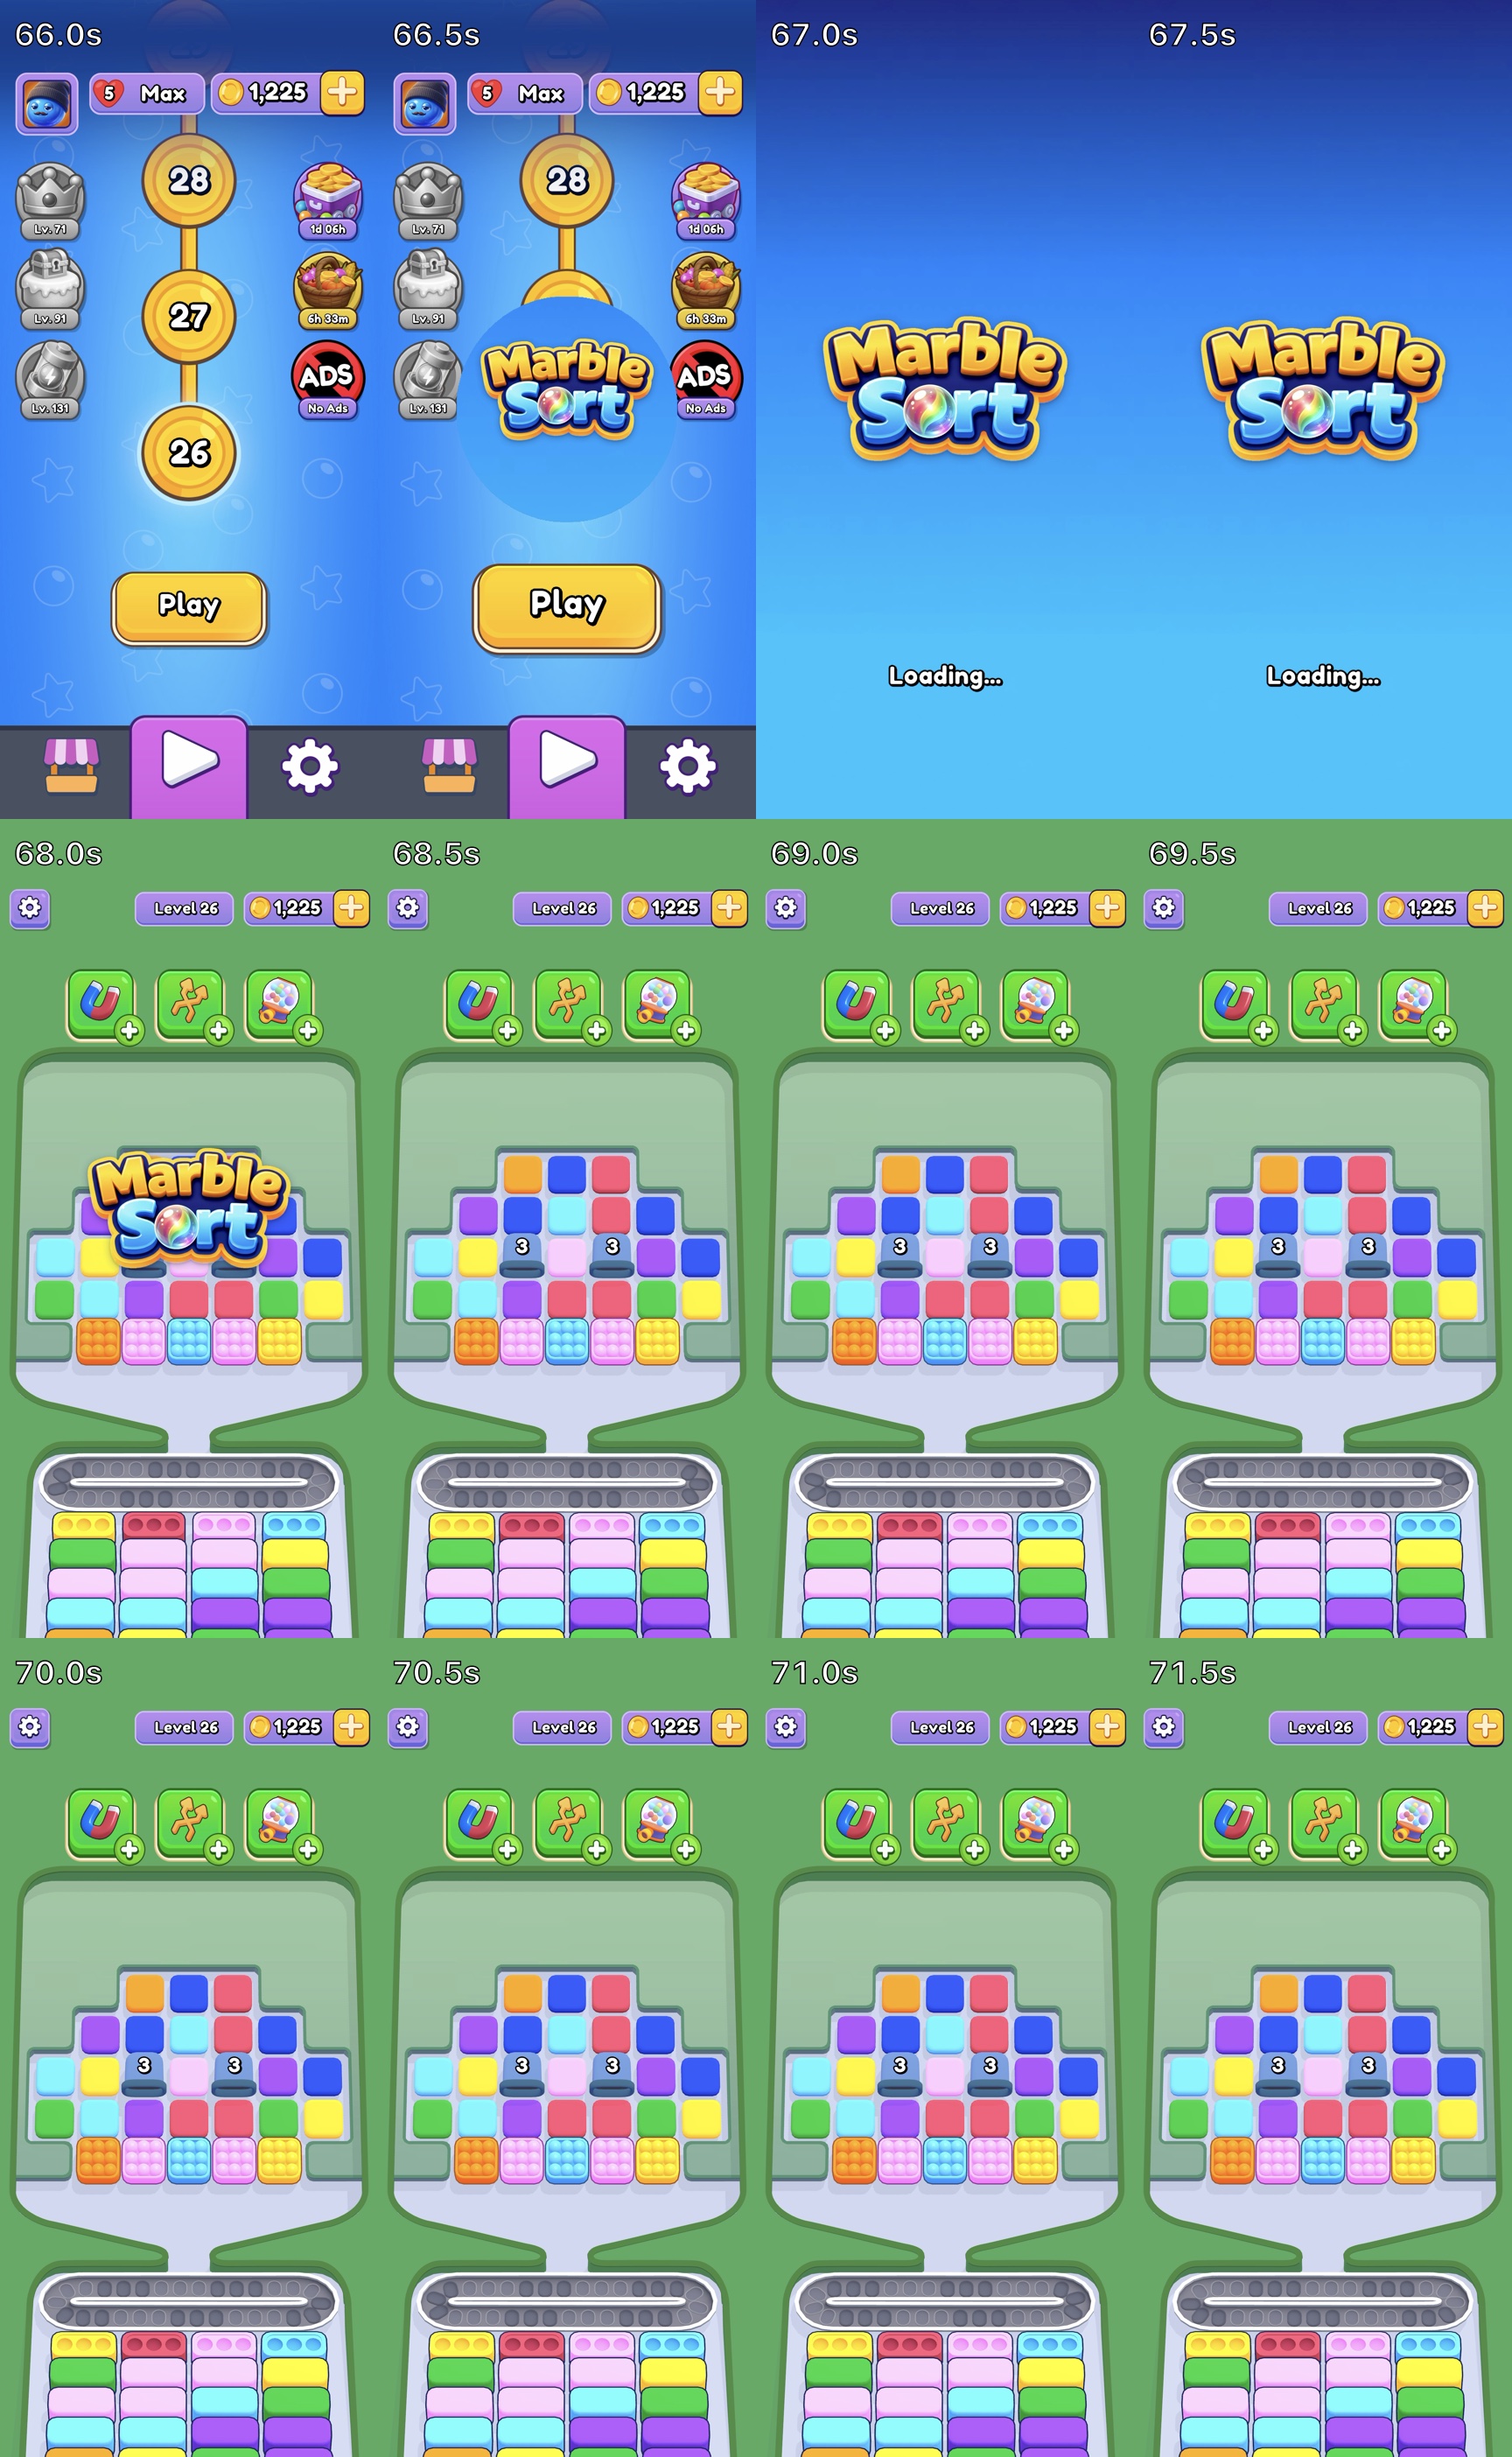 66.0s
5 Max
1,225
28
Lv. 71
1d 06h
27
Lv. 91
6h 33m
ADS
Lv. 131
No Ads
26
Play
66.5s
5 Max
1,225
28
Lv. 71
1d 06h
Lv. 91
6h 33m
Marble
Sort
ADS
Lv. 131
No Ads
Play
67.0s
Marble
Sort
Loading...
67.5s
Marble
Sort
Loading...
68.0s
Level 26
1,225
Marble
Sort
68.5s
Level 26
1,225
3
3
69.0s
Level 26
1,225
3
3
69.5s
Level 26
1,225
3
3
70.0s
Level 26
1,225
3
3
70.5s
Level 26
1,225
3
3
71.0s
Level 26
1,225
3
3
71.5s
Level 26
1,225
3
3